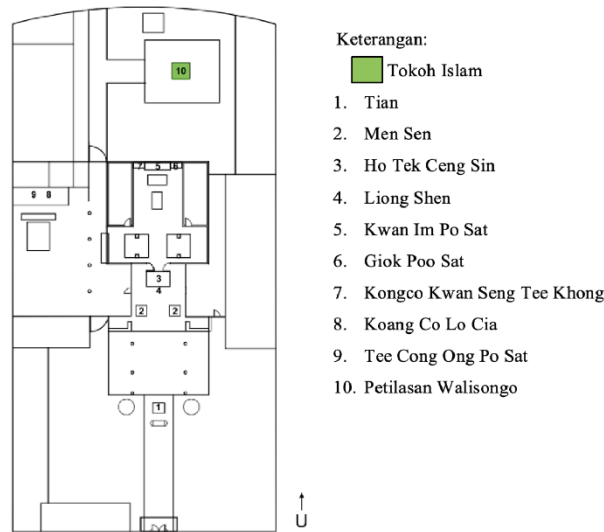 10
7 5 6
9 8
3
4
2 2
1
U
Keterangan:
Tokoh Islam
1. Tian
2. Men Sen
3. Ho Tek Ceng Sin
4. Liong Shen
5. Kwan Im Po Sat
6. Giok Poo Sat
7. Kongco Kwan Seng Tee Khong
8. Koang Co Lo Cia
9. Tee Cong Ong Po Sat
10. Petilasan Walisongo